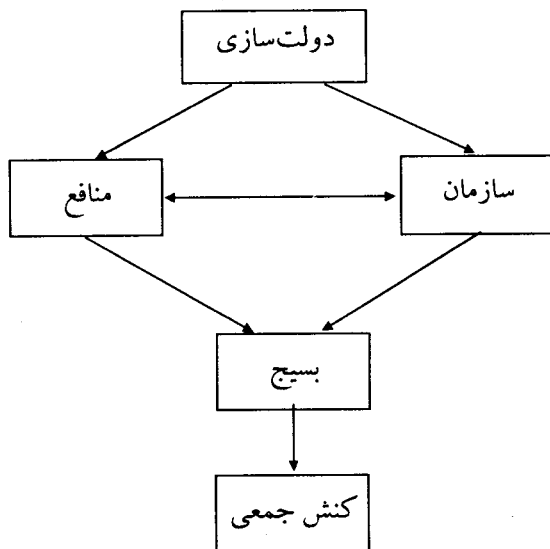 دولت‌سازی
سازمان
منافع
بسیج
کنش جمعی